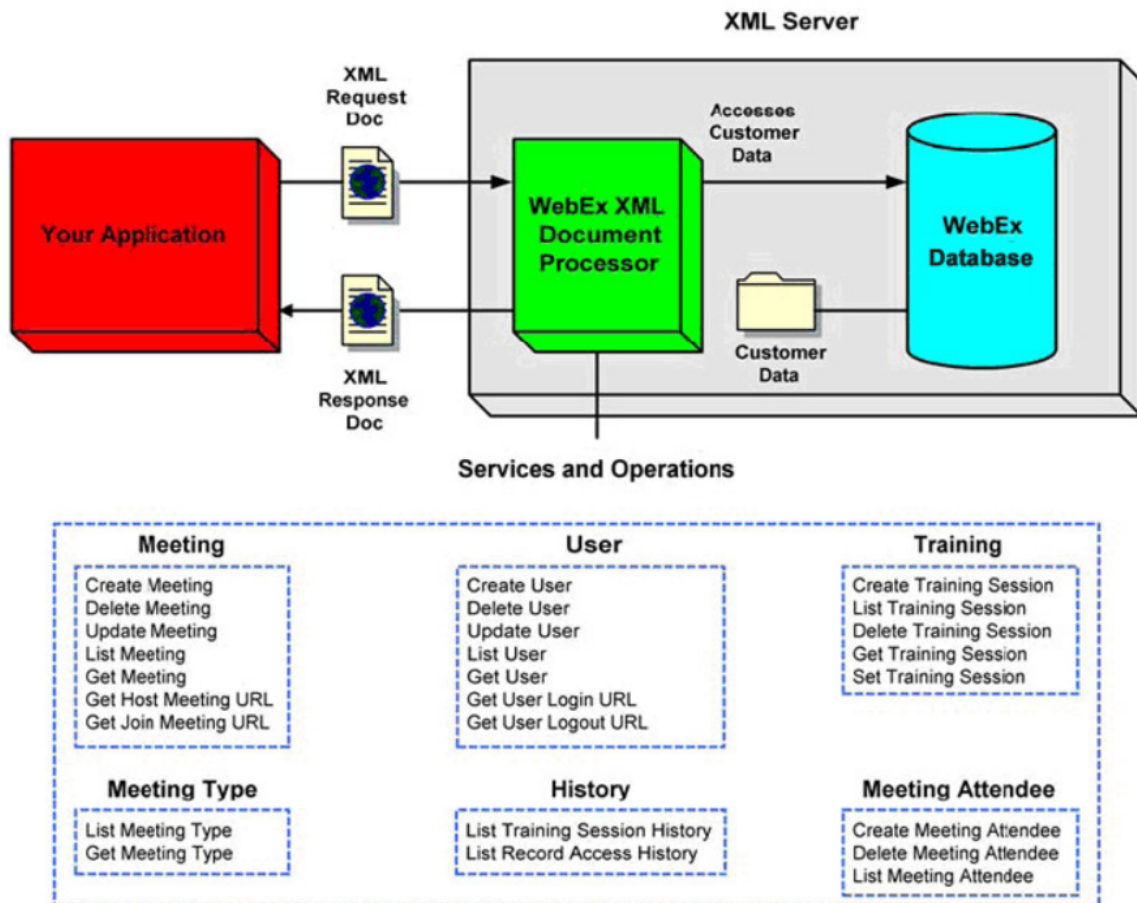 XML Server
XML
Request
Doc
Accesses
Customer
Data
Your Application
WebEx XML
Document
Processor
WebEx
Database
Customer
Data
XML
Response
Doc
Services and Operations
Meeting
Create Meeting
Delete Meeting
Update Meeting
List Meeting
Get Meeting
Get Host Meeting URL
Get Join Meeting URL
User
Create User
Delete User
Update User
List User
Get User
Get User Login URL
Get User Logout URL
Training
Create Training Session
List Training Session
Delete Training Session
Get Training Session
Set Training Session
Meeting Type
List Meeting Type
Get Meeting Type
History
List Training Session History
List Record Access History
Meeting Attendee
Create Meeting Attendee
Delete Meeting Attendee
List Meeting Attendee